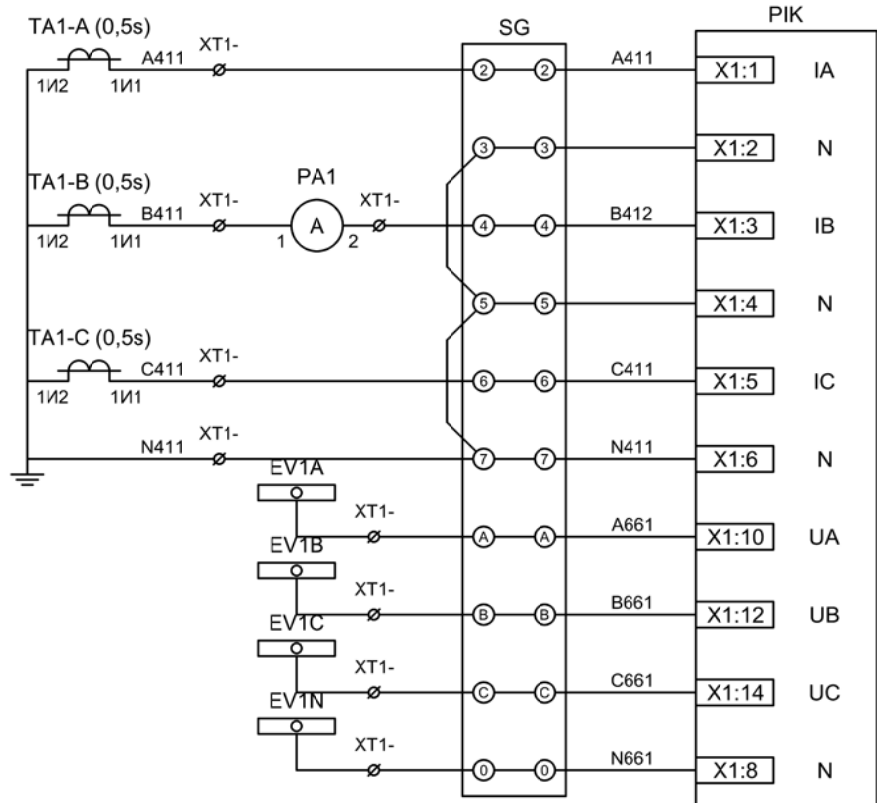 PIK
SG
TA1-A (0,5s)
A411 XT1- A411
1И2 1И1
2 2
X1:1 IA
3 3
X1:2 N
TA1-B (0,5s)
PA1
B411 XT1- XT1- B412
1И2 1И1
1 A 2
4 4
X1:3 IB
5 5
X1:4 N
TA1-C (0,5s)
C411 XT1- C411
1И2 1И1
6 6
X1:5 IC
N411 XT1- N411
7 7
X1:6 N
EV1A
XT1- A661
A A
X1:10 UA
EV1B
XT1- B661
B B
X1:12 UB
EV1C
XT1- C661
C C
X1:14 UC
EV1N
XT1- N661
0 0
X1:8 N